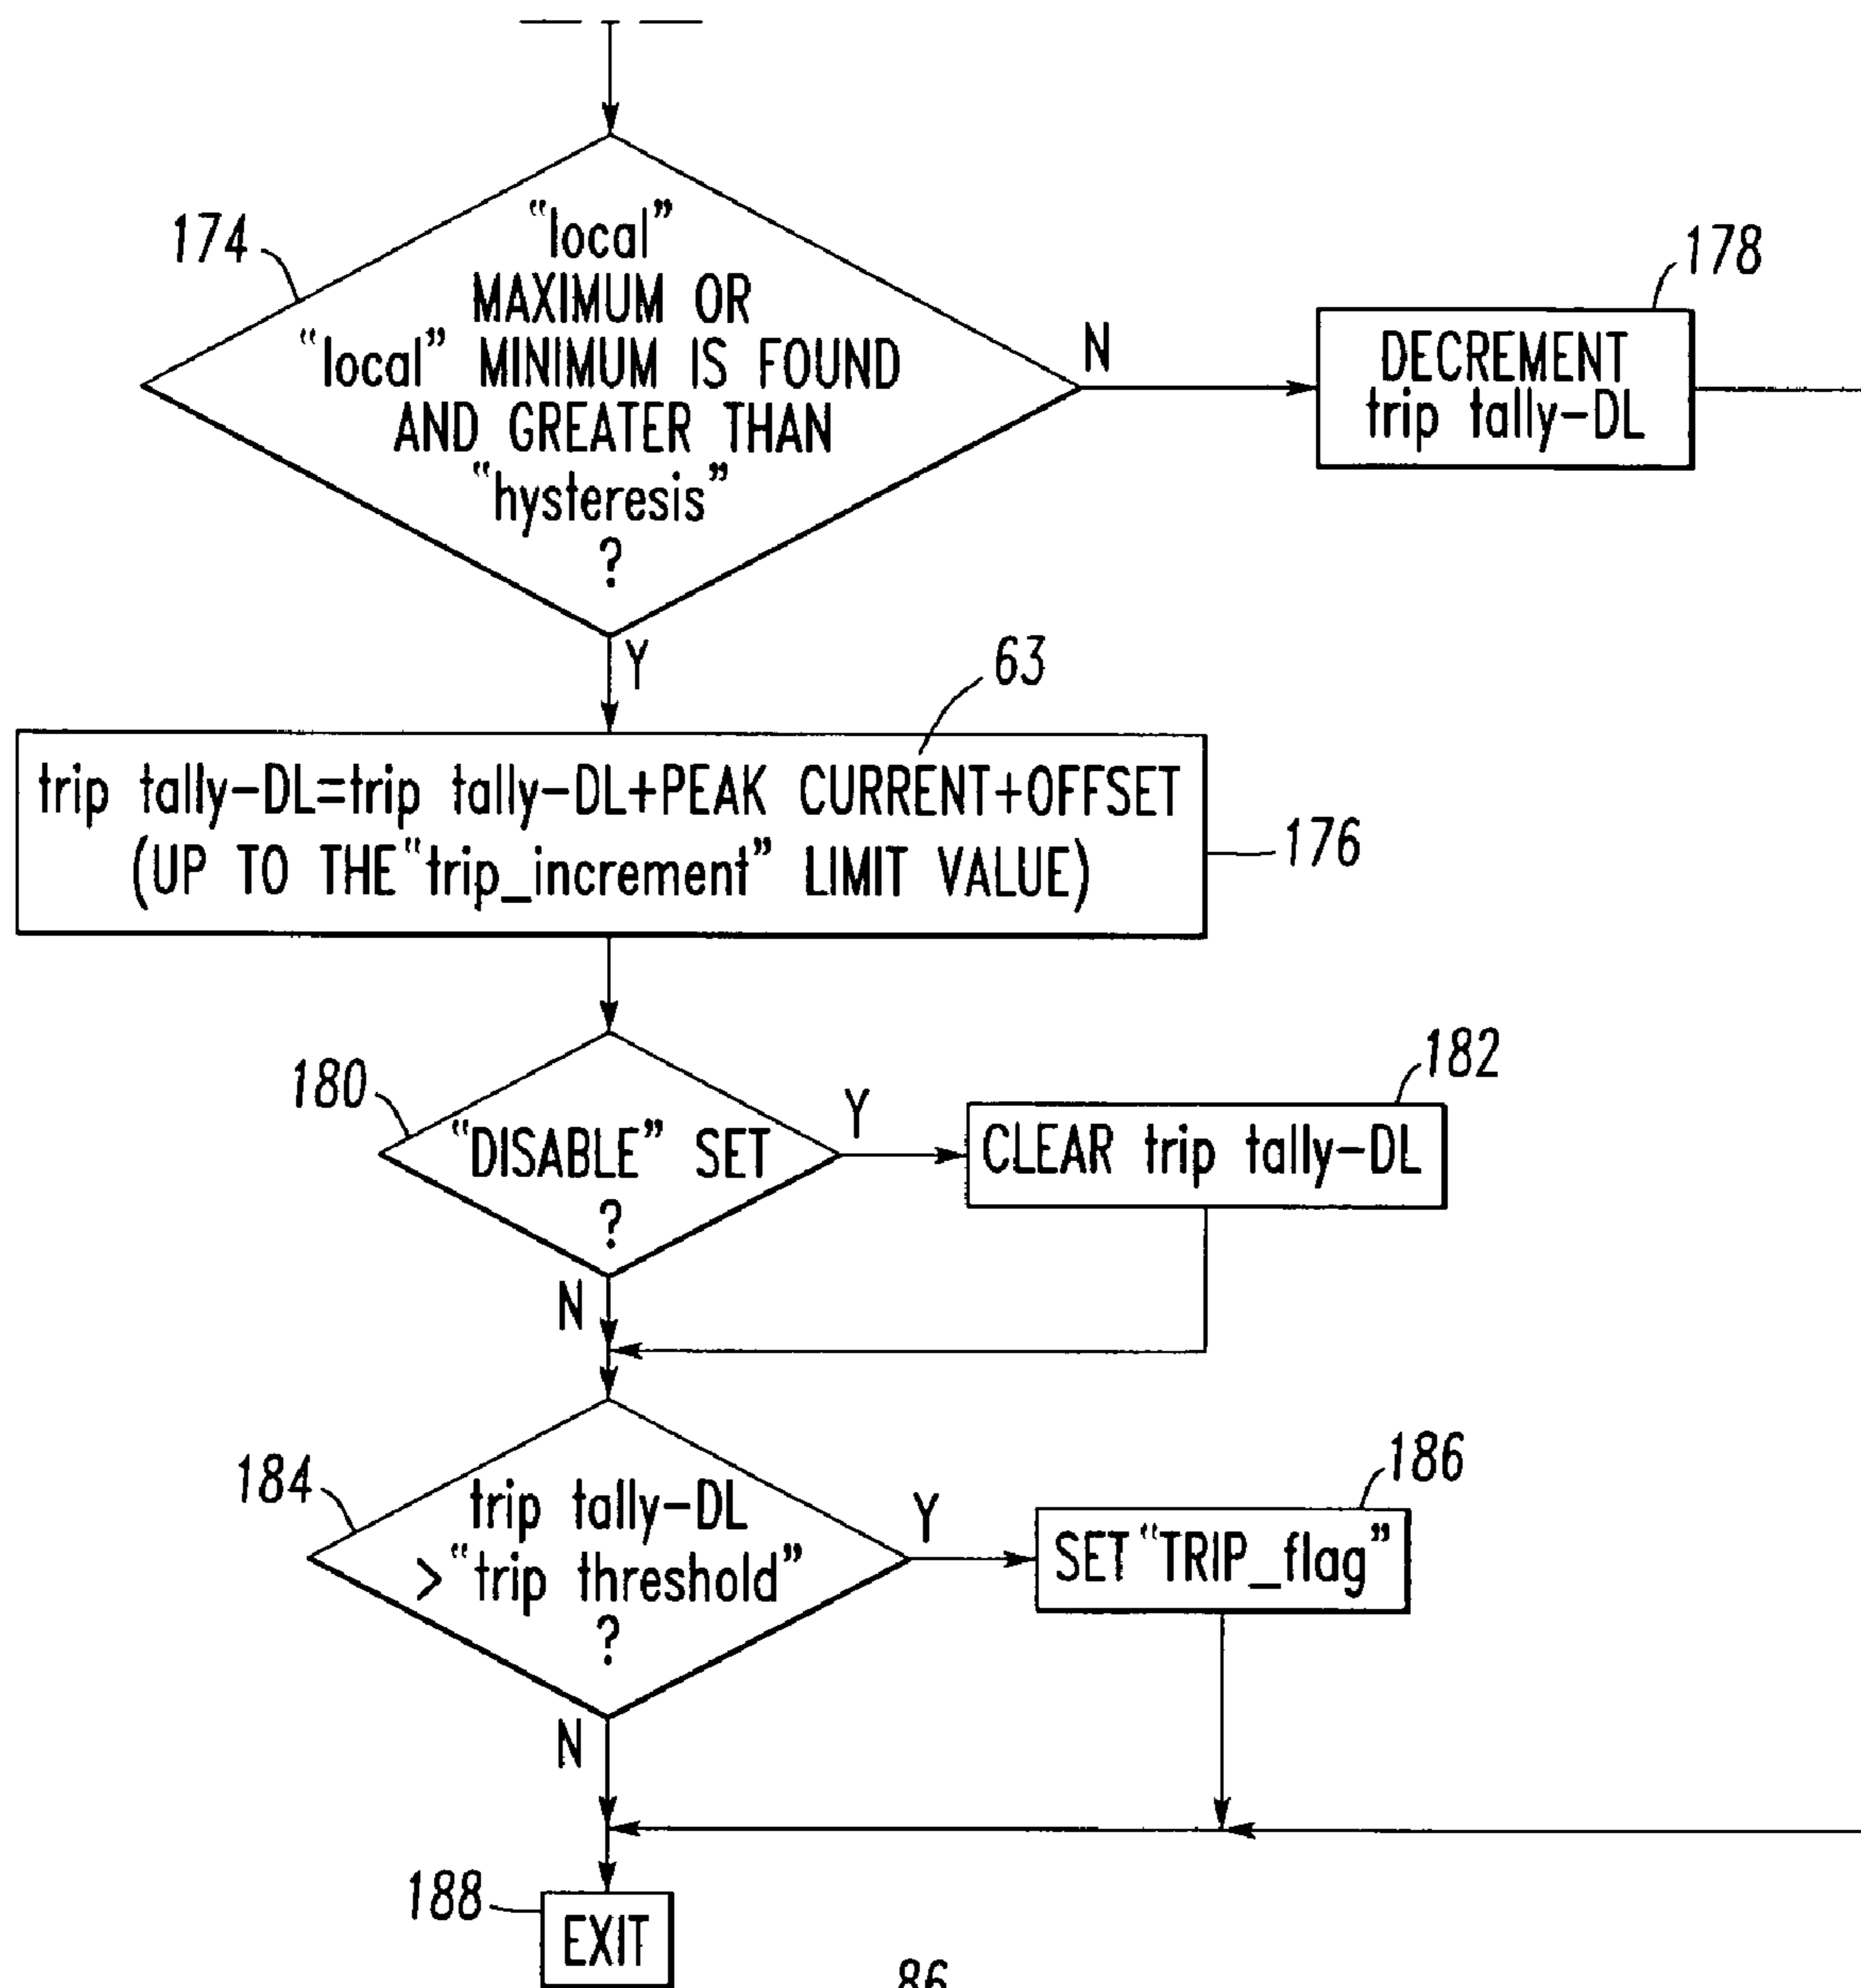 174
“local”
MAXIMUM OR
“local” MINIMUM IS FOUND
AND GREATER THAN
“hysteresis”
?
N
178
DECREMENT
trip tally-DL
Y
63
trip tally-DL=trip tally-DL+PEAK CURRENT+OFFSET
(UP TO THE“trip_increment” LIMIT VALUE)
176
180
“DISABLE” SET
?
Y
182
CLEAR trip tally-DL
N
184
trip tally-DL
> “trip threshold”
?
Y
186
SET “TRIP_flag”
N
188
EXIT
86